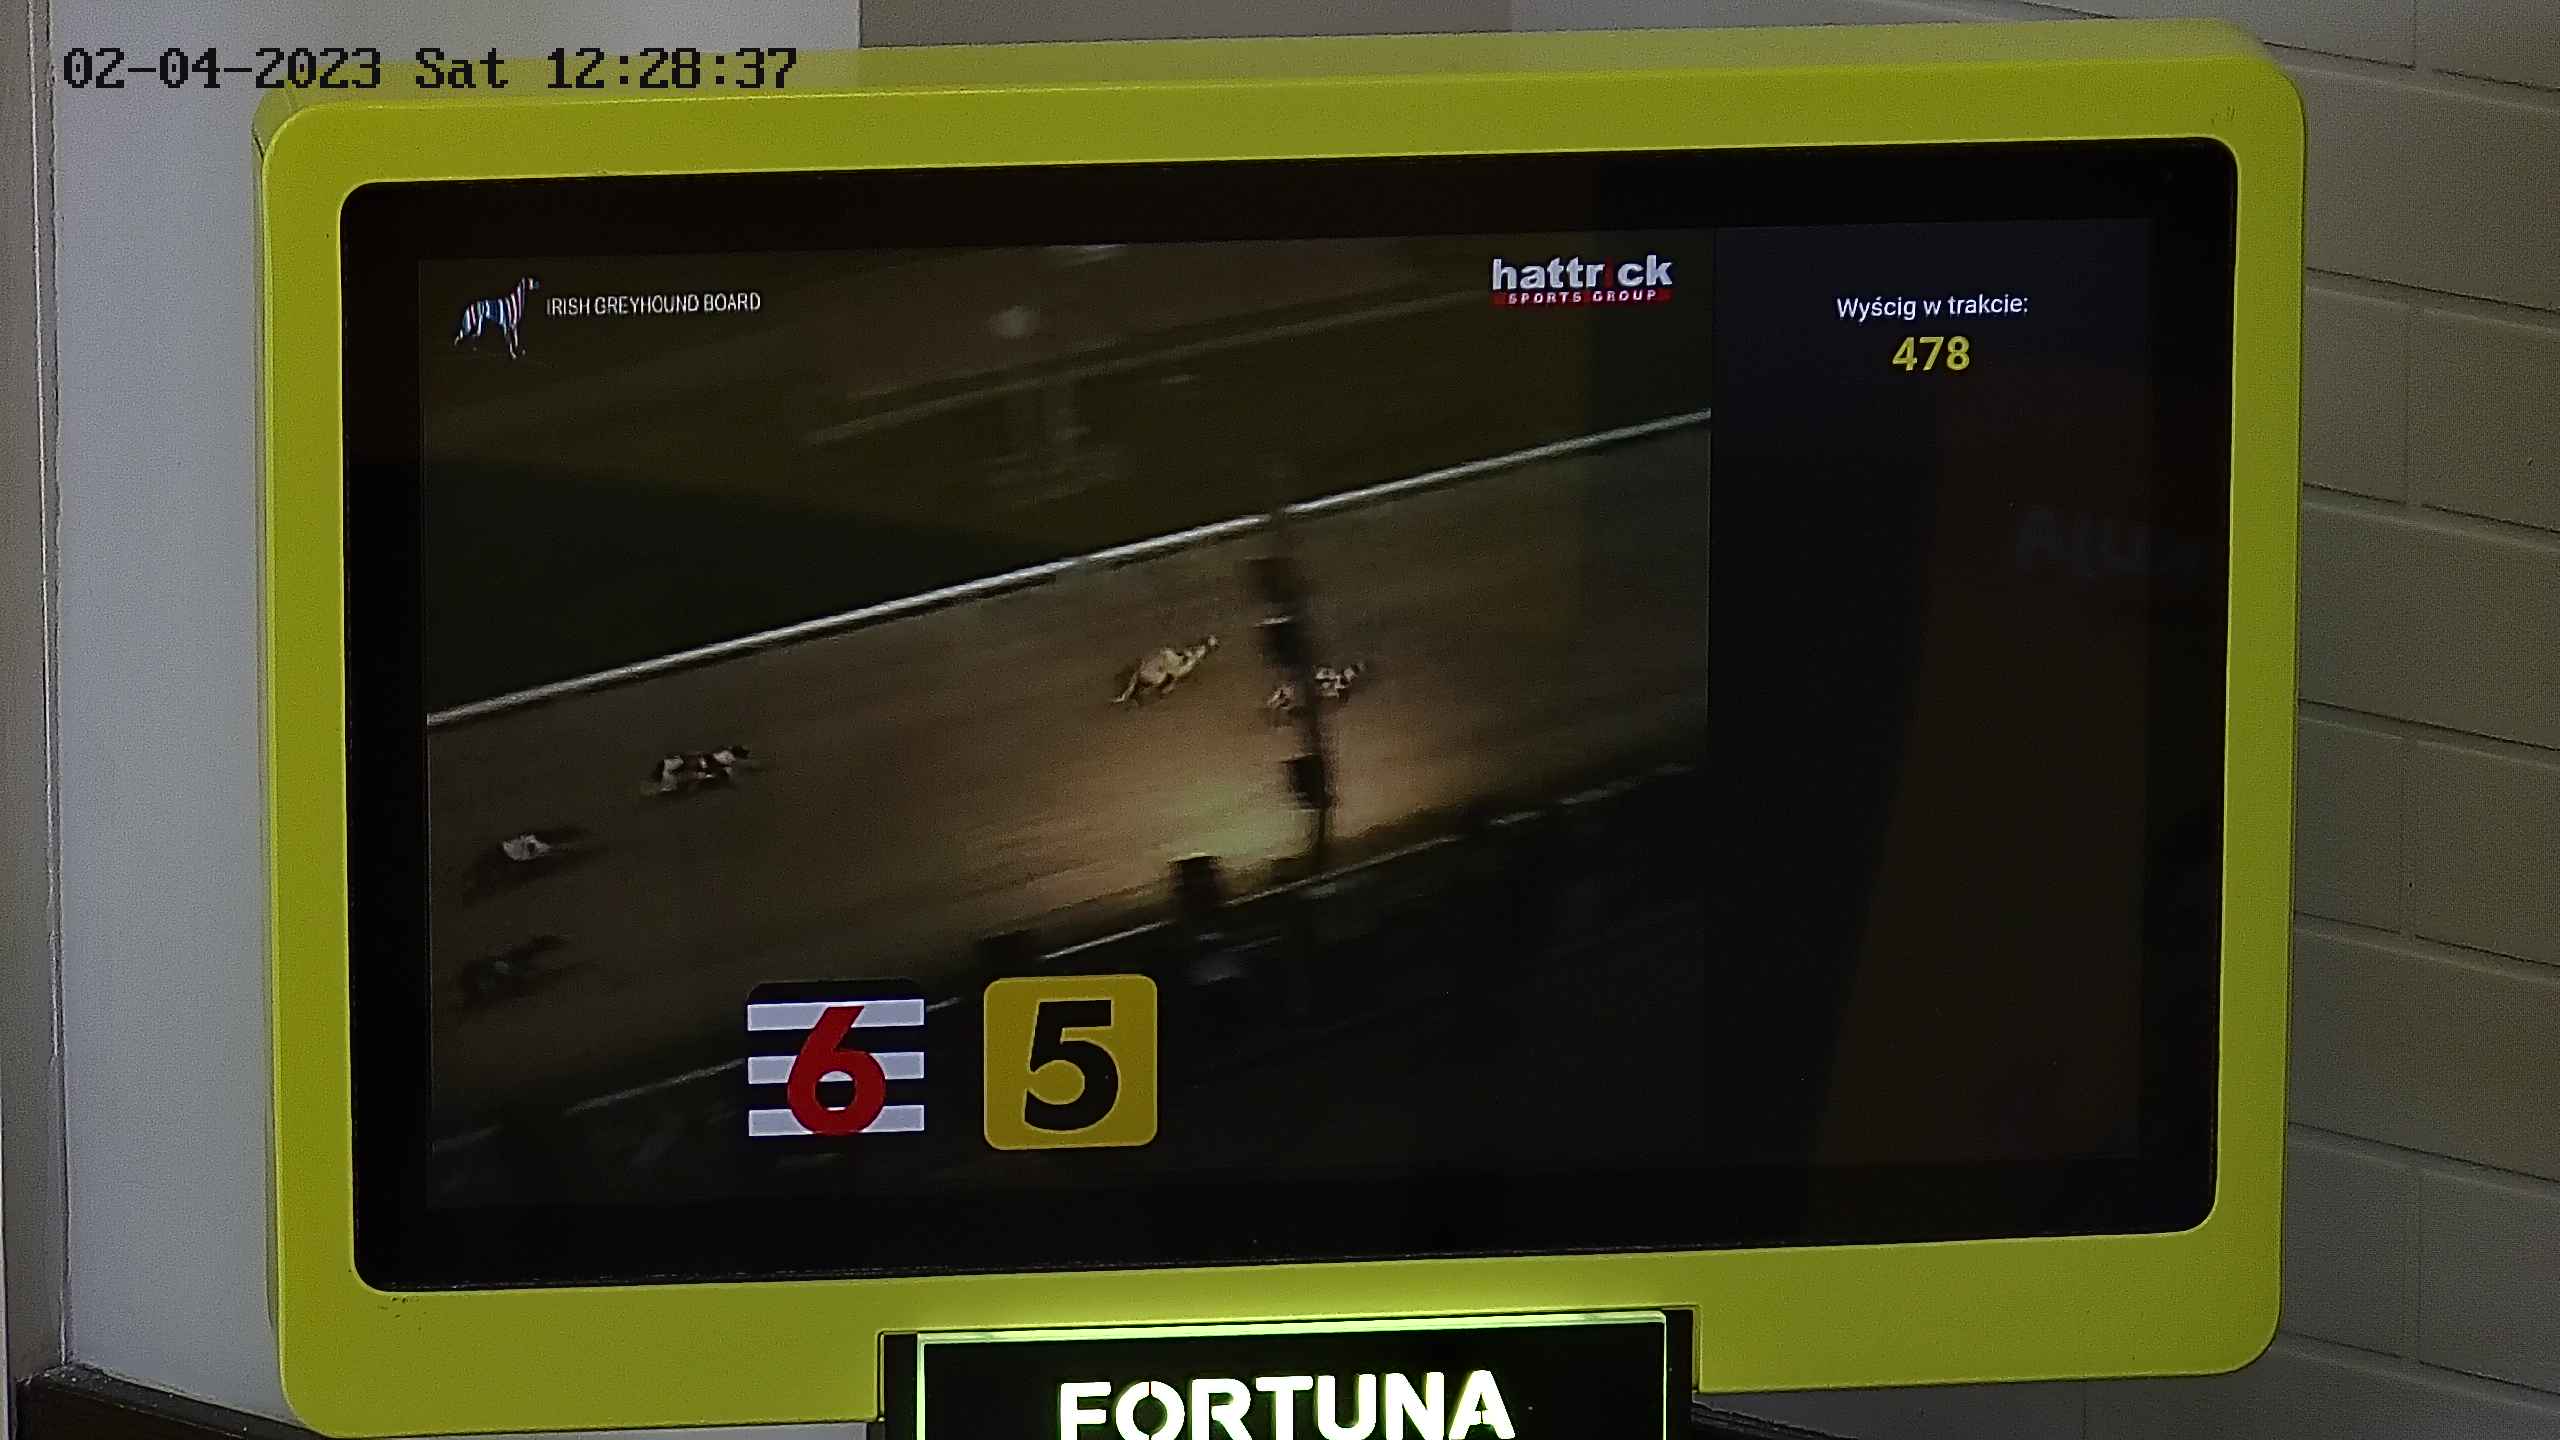 02-04-2023 Sat 12:28:37
IRISH GREYHOUND BOARD
hattrick
SPORTS GROUP
Wyścig w trakcie:
478
6 5
FORTUNA